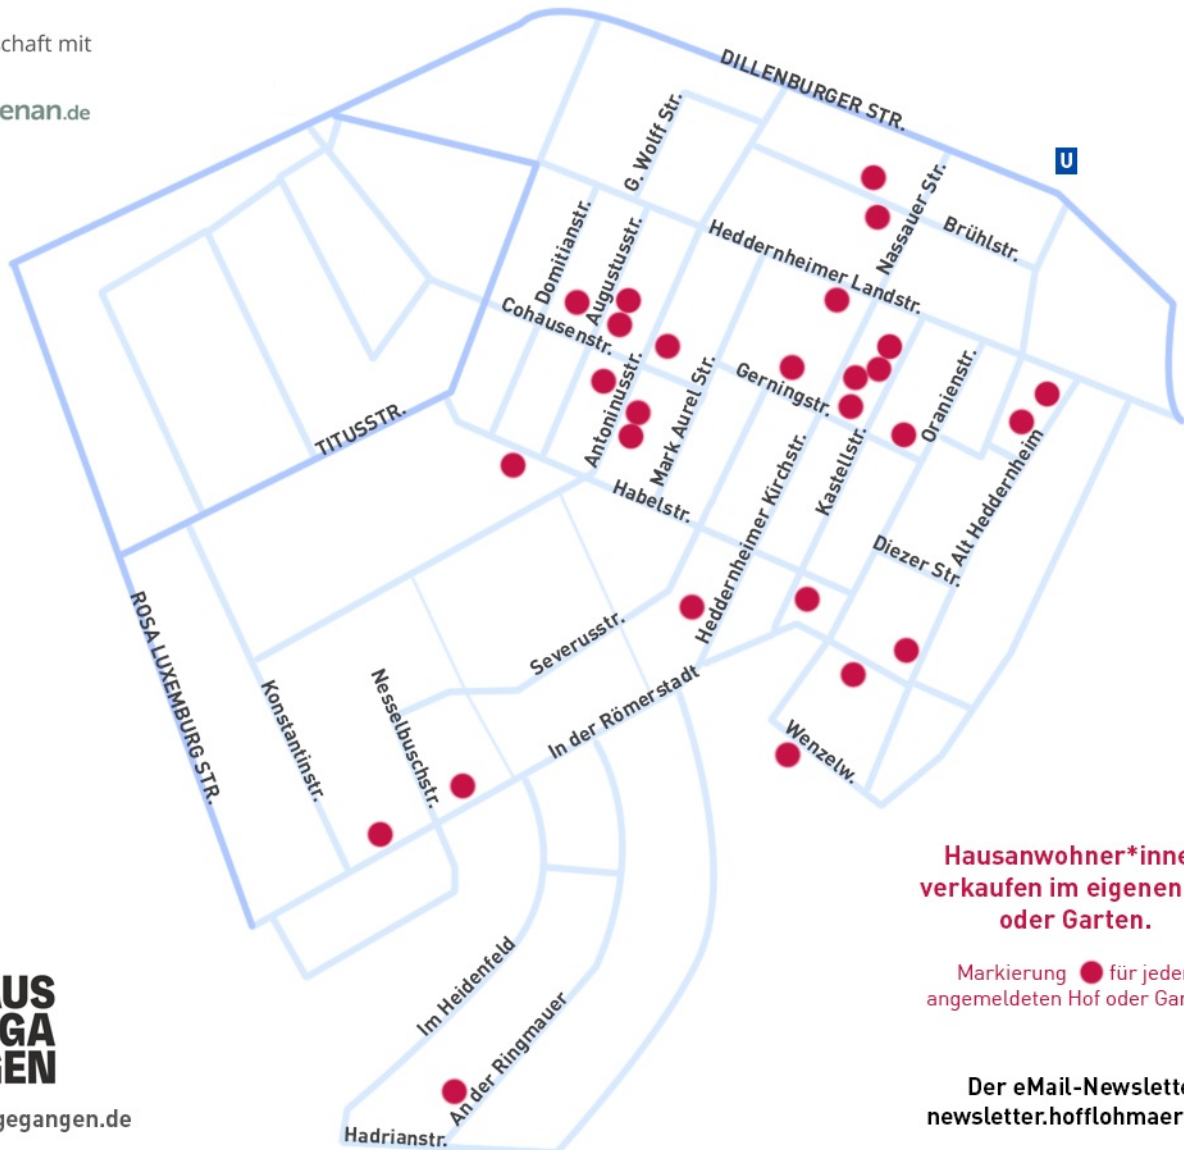 chaft mit
enan.de
DILLENBURGER STR.
U
G. Wolff Str.
Nassauer Str.
Brühlstr.
Heddernheimer Landstr.
Domitianstr.
Augustusstr.
Cohausenstr.
Antoninusstr.
Mark Aurel Str.
Gerningstr.
Oranienstr.
TITUSSTR.
Habelstr.
Heddernheimer Kirchstr.
Kastellstr.
Alt Heddernheim
Diezer Str.
ROSA LUXEMBURG STR.
Konstantinstr.
Nesselbuschstr.
Severusstr.
In der Römerstadt
Wenzelw.
Im Heidenfeld
An der Ringmauer
Hadrianstr.
Hausanwohner*inne
verkaufen im eigenen
oder Garten.
Markierung für jeder
angemeldeten Hof oder Gar
AUS
GA
EN
gegangen.de
Der eMail-Newslette
newsletter.hofflohmaer